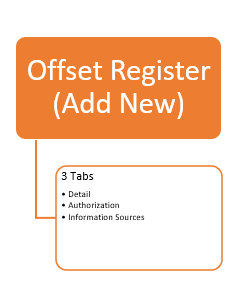 Offset Register
(Add New)
3 Tabs
• Detail
• Authorization
• Information Sources